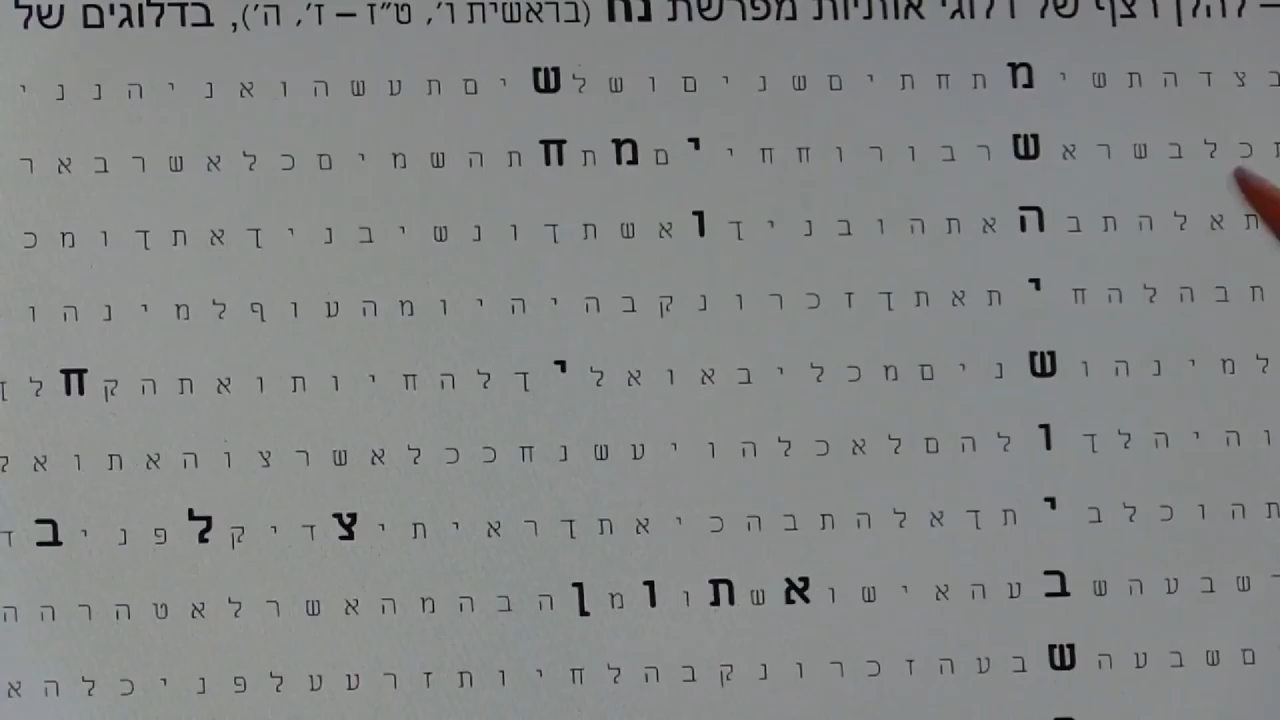 – להלן רצף של דלוגי אותיות מפרשת נח (בראשית ו׳, ט״ז – ז׳, ה׳), בדלוגים של
ב צ ד ה ת ש י מ ת ח ת י ם ש נ י ם ו ש ל ש י ם ת ע ש ה ו א נ י ה נ נ י
ת כ ל ב ש ר א ש ר ב ו ר ו ח ח י י ם מ ת ח ת ה ש מ י ם כ ל א ש ר ב א ר
ת א ל ה ת ב ה א ת ה ו ב נ י ך ו א ש ת ך ו נ ש י ב נ י ך א ת ך ו מ כ
ת ב ה ל ה ח י ת א ת ך ז כ ר ו נ ק ב ה י ה י ו מ ה ע ו ף ל מ י נ ה ו
ל מ י נ ה ו ש נ י ם מ כ ל י ב א ו א ל י ך ל ה ח י ו ת ו א ת ה ק ח ל ך
ו ה י ה ל ך ו ל ה ם ל א כ ל ה ו י ע ש נ ח כ כ ל א ש ר צ ו ה א ת ו א ל
ת ה ו כ ל ב י ת ך א ל ה ת ב ה כ י א ת ך ר א י ת י צ ד י ק ל פ נ י ב ד
ש ב ע ה ש ב ע ה א י ש ו א ש ת ו ו מ ן ה ב ה מ ה א ש ר ל א ט ה ר ה ה
ם ש ב ע ה ש ב ע ה ז כ ר ו נ ק ב ה ל ח י ו ת ז ר ע ע ל פ נ י כ ל ה א